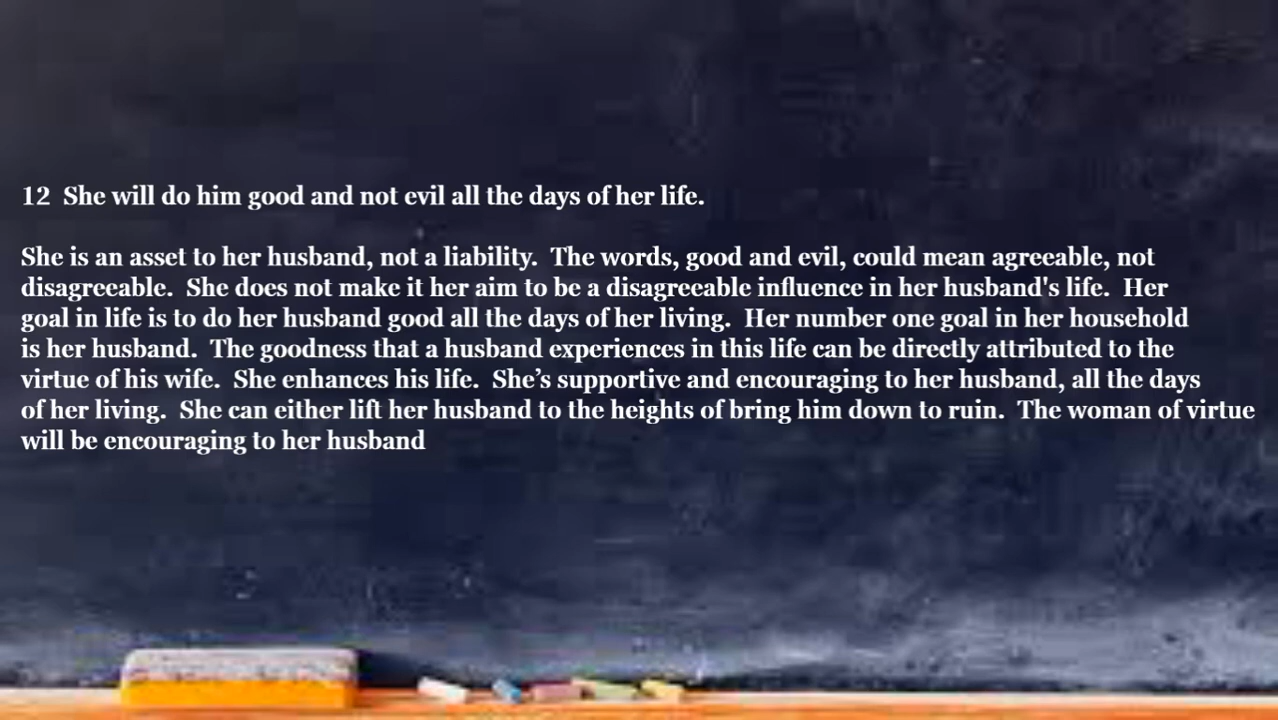 12  She will do him good and not evil all the days of her life.
She is an asset to her husband, not a liability.  The words, good and evil, could mean agreeable, not
disagreeable.  She does not make it her aim to be a disagreeable influence in her husband's life.  Her
goal in life is to do her husband good all the days of her living.  Her number one goal in her household
is her husband.  The goodness that a husband experiences in this life can be directly attributed to the
virtue of his wife.  She enhances his life.  She’s supportive and encouraging to her husband, all the days
of her living.  She can either lift her husband to the heights of bring him down to ruin.  The woman of virtue
will be encouraging to her husband